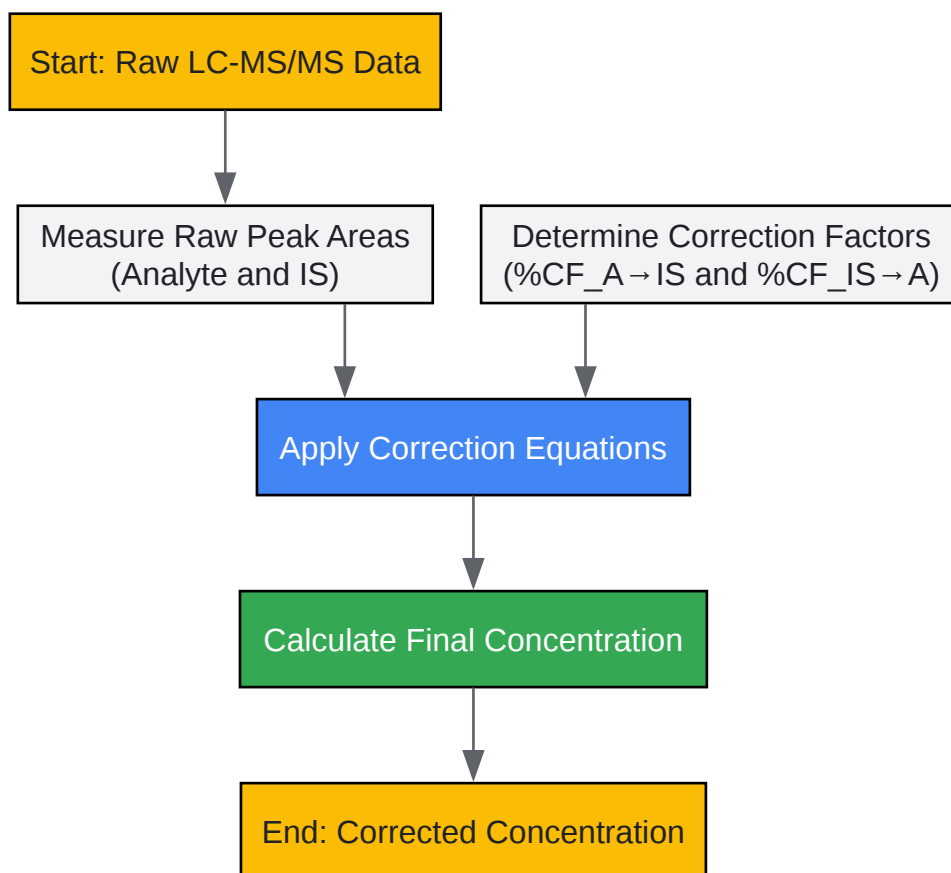 Start: Raw LC-MS/MS Data
Measure Raw Peak Areas
(Analyte and IS)
Determine Correction Factors
(%CF_A→IS and %CF_IS→A)
Apply Correction Equations
Calculate Final Concentration
End: Corrected Concentration